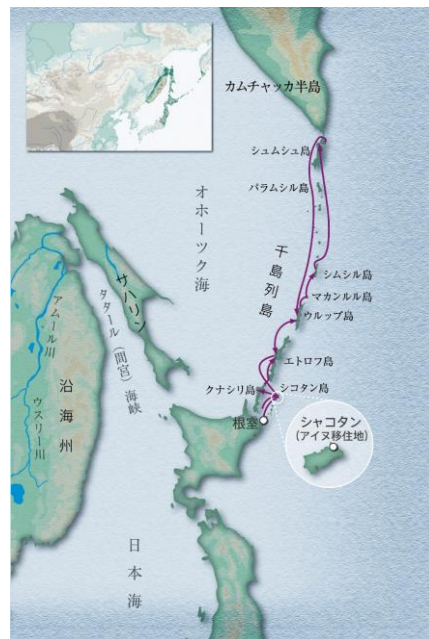 カムチャッカ半島
シュムシュ島
パラムシル島
オホーツク海
千島列島
シムシル島
マカンルル島
ウルップ島
サハリン
タタール（間宮）海峡
アムール川
ウスリー川
沿海州
エトロフ島
クナシリ島
シコタン島
根室
シャコタン
(アイヌ移住地)
日本海